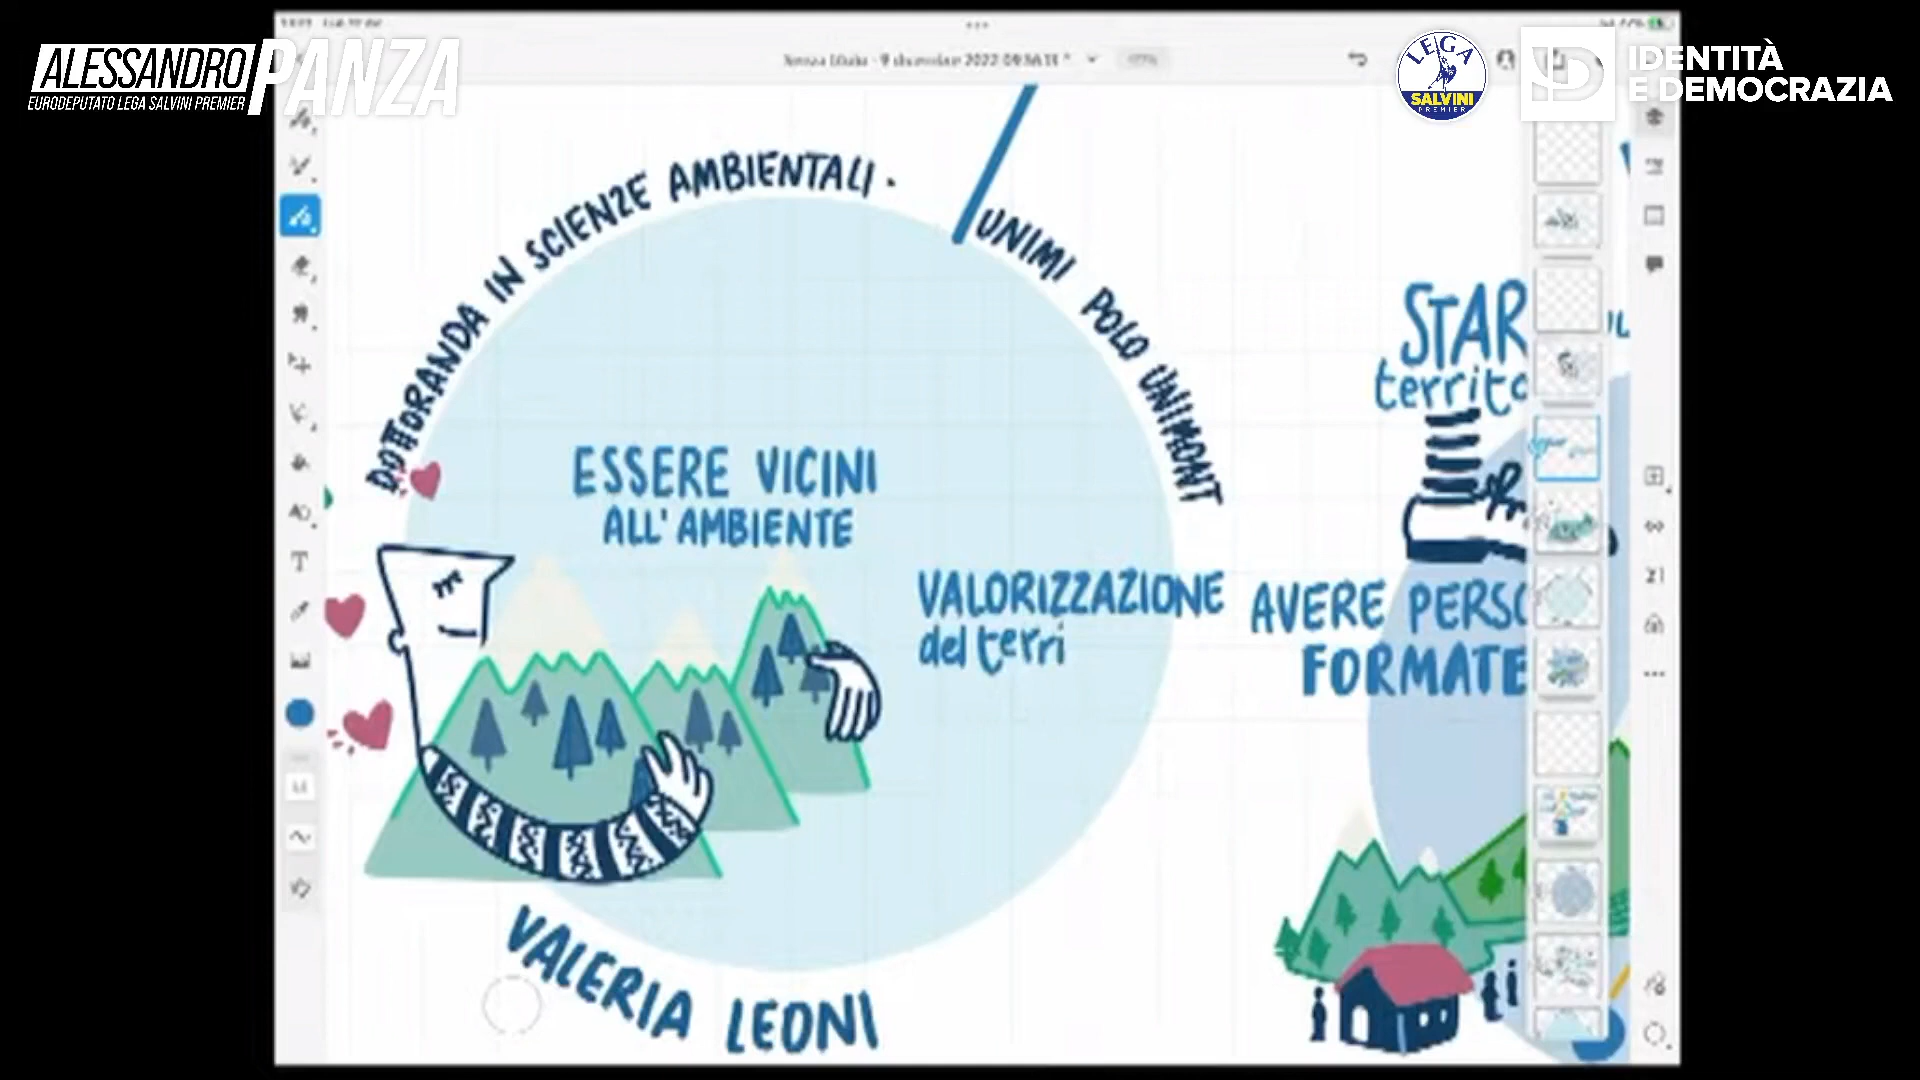 ALESSANDRO PANZA
EURODEPUTATO LEGA SALVINI PREMIER
LEGA
SALVINI
PREMIER
ID IDENTITÀ
E DEMOCRAZIA
DOTTORANDA IN SCIENZE AMBIENTALI.
UNIMI POLO UNIMONT
ESSERE VICINI
ALL'AMBIENTE
VALORIZZAZIONE
del terri
VALERIA LEONI
STAR
territo
AVERE PERSO
FORMATE